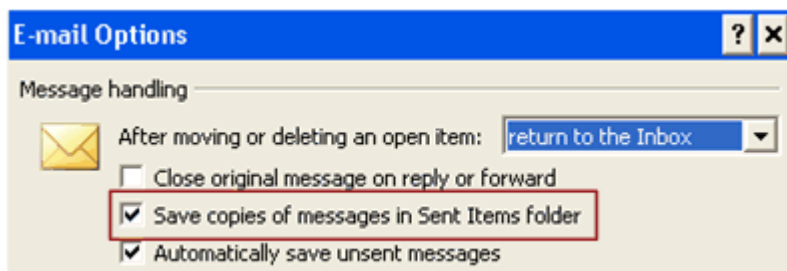 E-mail Options
Message handling
After moving or deleting an open item: return to the Inbox
Close original message on reply or forward
Save copies of messages in Sent Items folder
Automatically save unsent messages